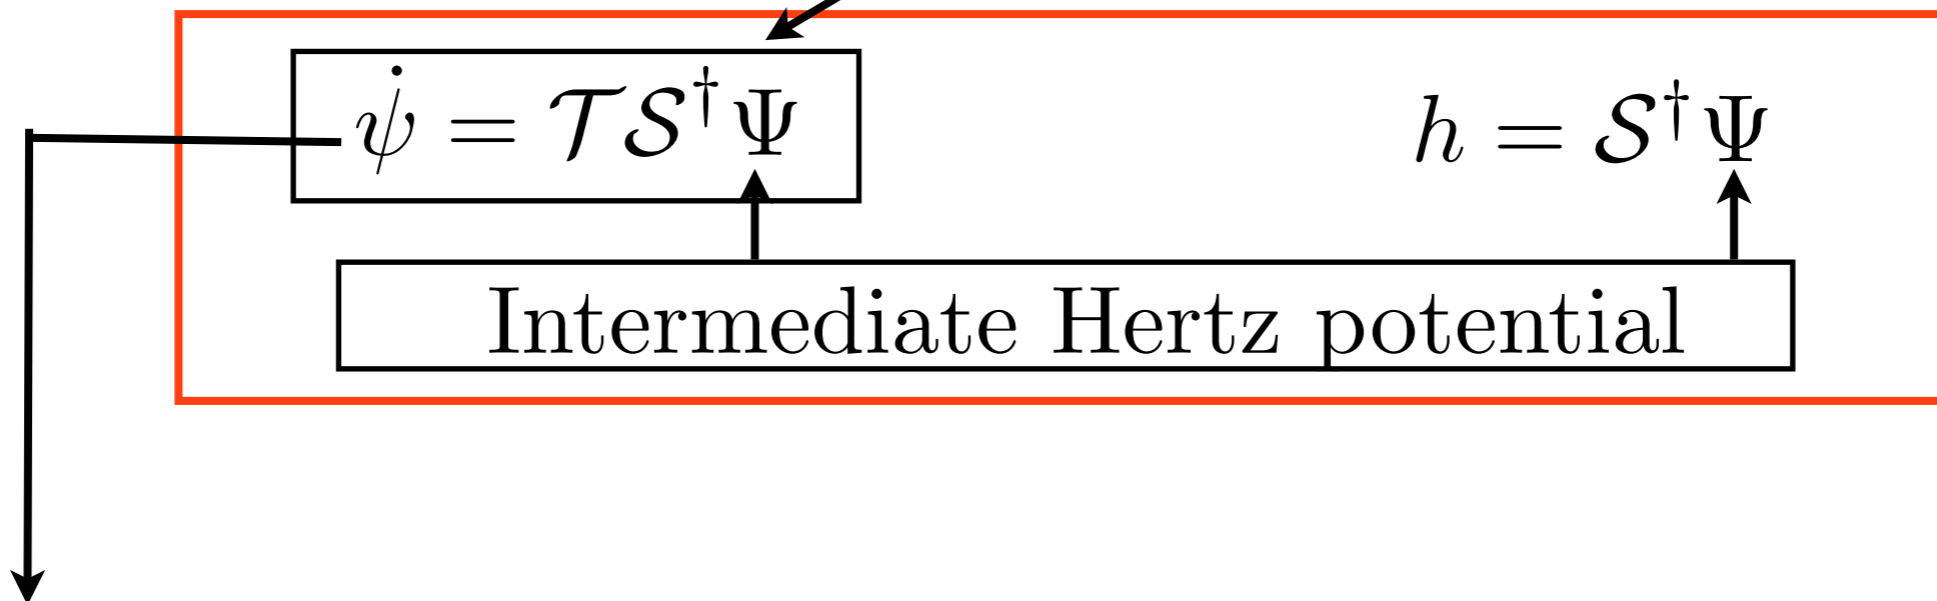 ψ̇ = 𝒯𝒮†Ψ
h = 𝒮†Ψ
Intermediate Hertz potential